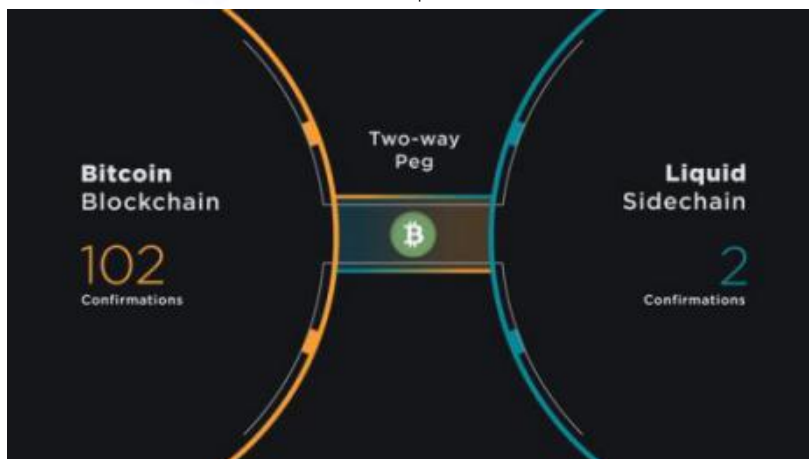 Two-way
Peg
Bitcoin
Blockchain
102
Confirmations
Liquid
Sidechain
2
Confirmations